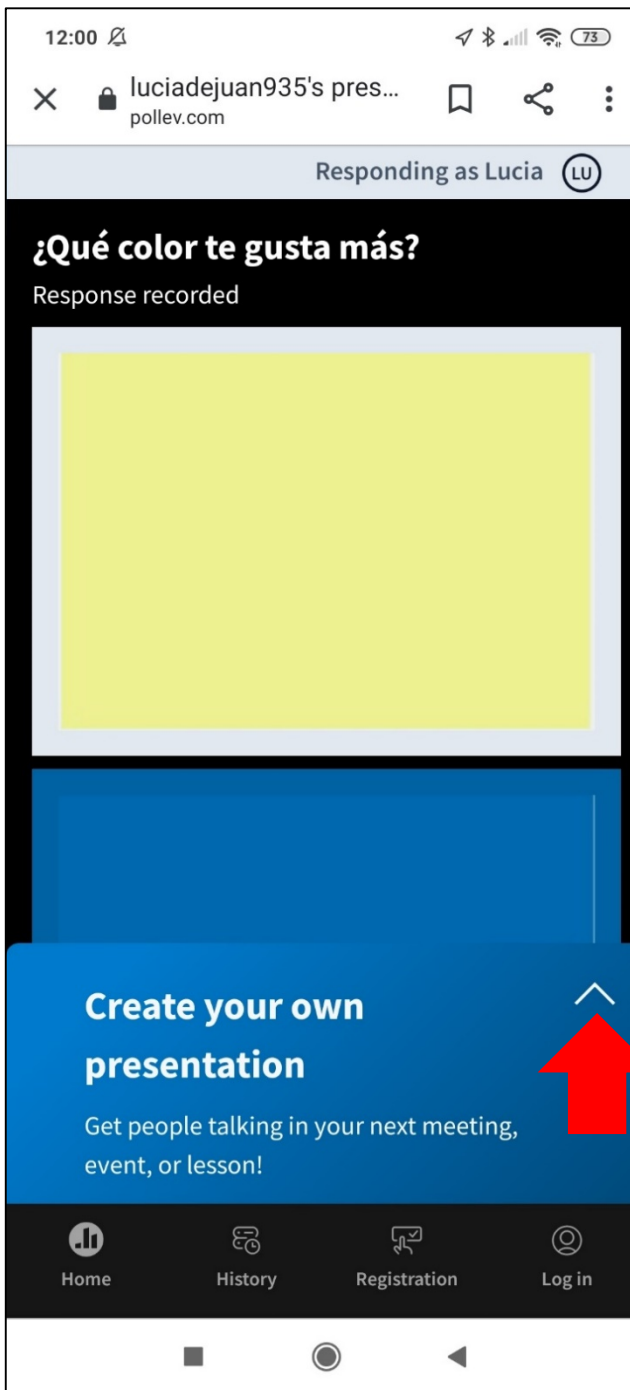 12:00
73
luciadejuan935's pres...
pollev.com
Responding as Lucia LU
¿Qué color te gusta más?
Response recorded
Create your own
presentation
Get people talking in your next meeting,
event, or lesson!
Home History Registration Log in